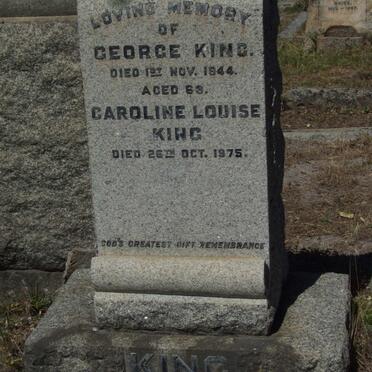 LOVING MEMORY
OF
GEORGE KING.
DIED 1ST NOV. 1944.
AGED 63.
CAROLINE LOUISE
KING
DIED 26TH OCT. 1975.
GOD'S GREATEST GIFT REMEMBRANCE
KING